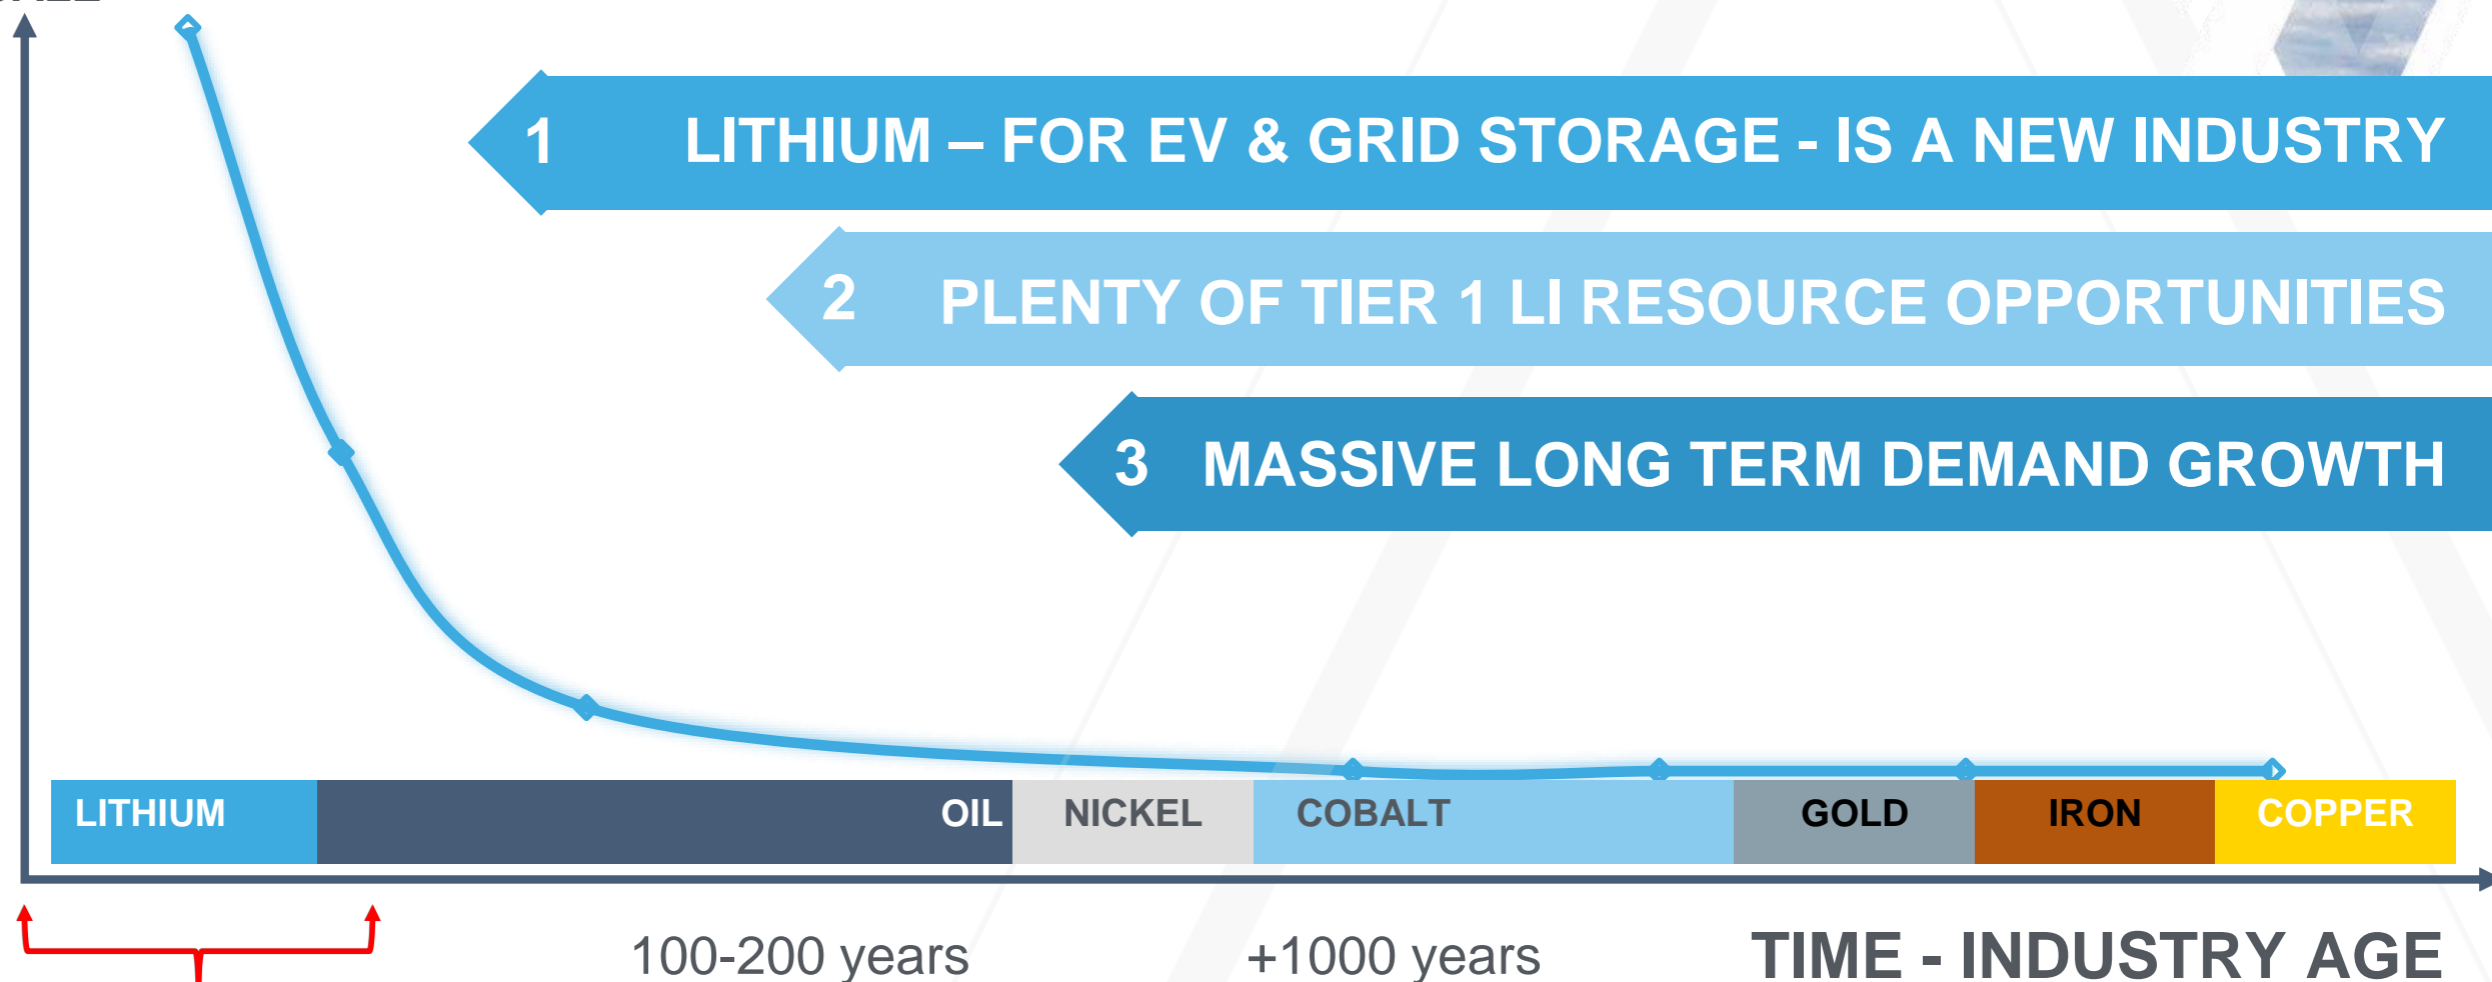 1 LITHIUM – FOR EV & GRID STORAGE - IS A NEW INDUSTRY
2 PLENTY OF TIER 1 LI RESOURCE OPPORTUNITIES
3 MASSIVE LONG TERM DEMAND GROWTH
LITHIUM OIL NICKEL COBALT GOLD IRON COPPER
100-200 years +1000 years TIME - INDUSTRY AGE